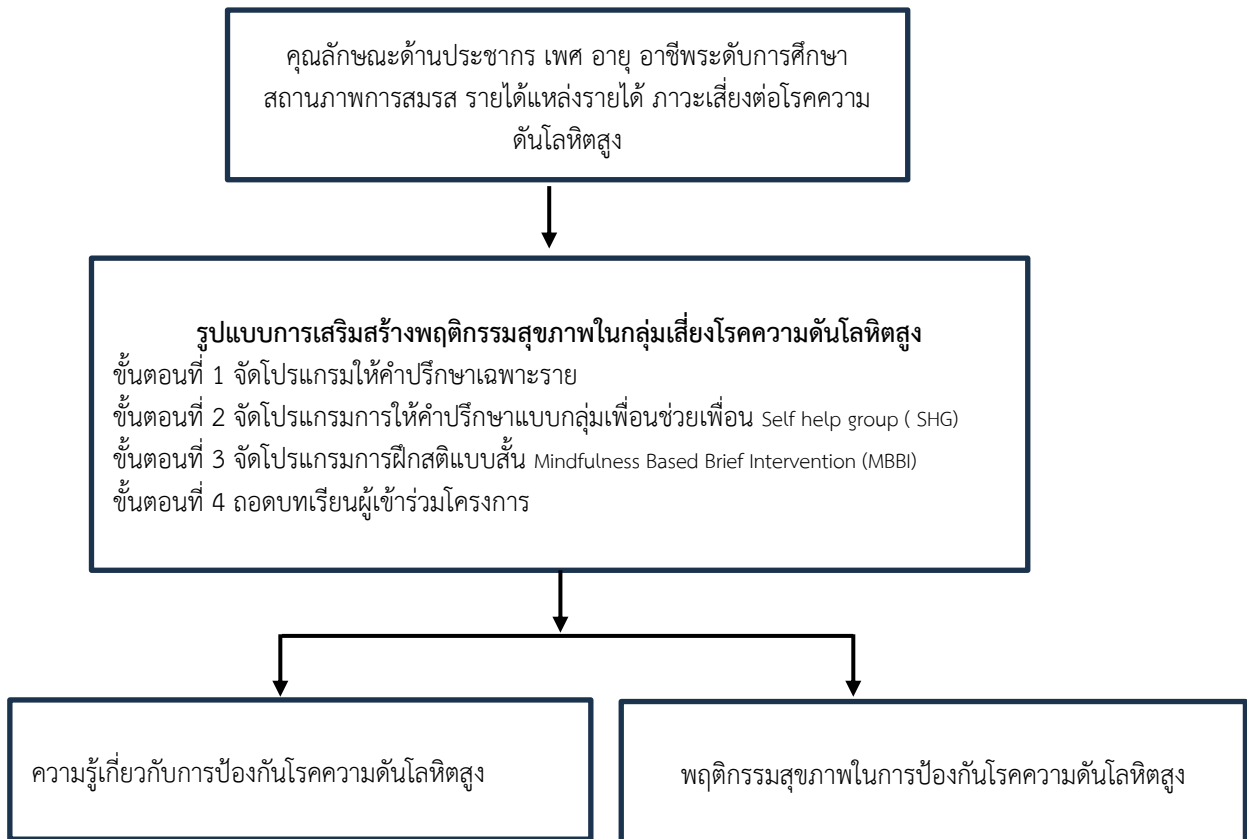 คุณลักษณะด้านประชากร เพศ อายุ อาชีพระดับการศึกษา
สถานภาพการสมรส รายได้แหล่งรายได้ ภาวะเสี่ยงต่อโรคความ
ดันโลหิตสูง
รูปแบบการเสริมสร้างพฤติกรรมสุขภาพในกลุ่มเสี่ยงโรคความดันโลหิตสูง
ขั้นตอนที่ 1 จัดโปรแกรมให้คำปรึกษาเฉพาะราย
ขั้นตอนที่ 2 จัดโปรแกรมการให้คำปรึกษาแบบกลุ่มเพื่อนช่วยเพื่อน Self help group ( SHG)
ขั้นตอนที่ 3 จัดโปรแกรมการฝึกสติแบบสั้น Mindfulness Based Brief Intervention (MBBI)
ขั้นตอนที่ 4 ถอดบทเรียนผู้เข้าร่วมโครงการ
ความรู้เกี่ยวกับการป้องกันโรคความดันโลหิตสูง
พฤติกรรมสุขภาพในการป้องกันโรคความดันโลหิตสูง